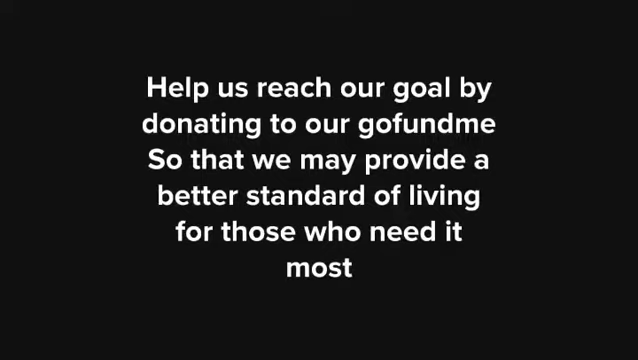 Help us reach our goal by
donating to our gofundme
So that we may provide a
better standard of living
for those who need it
most